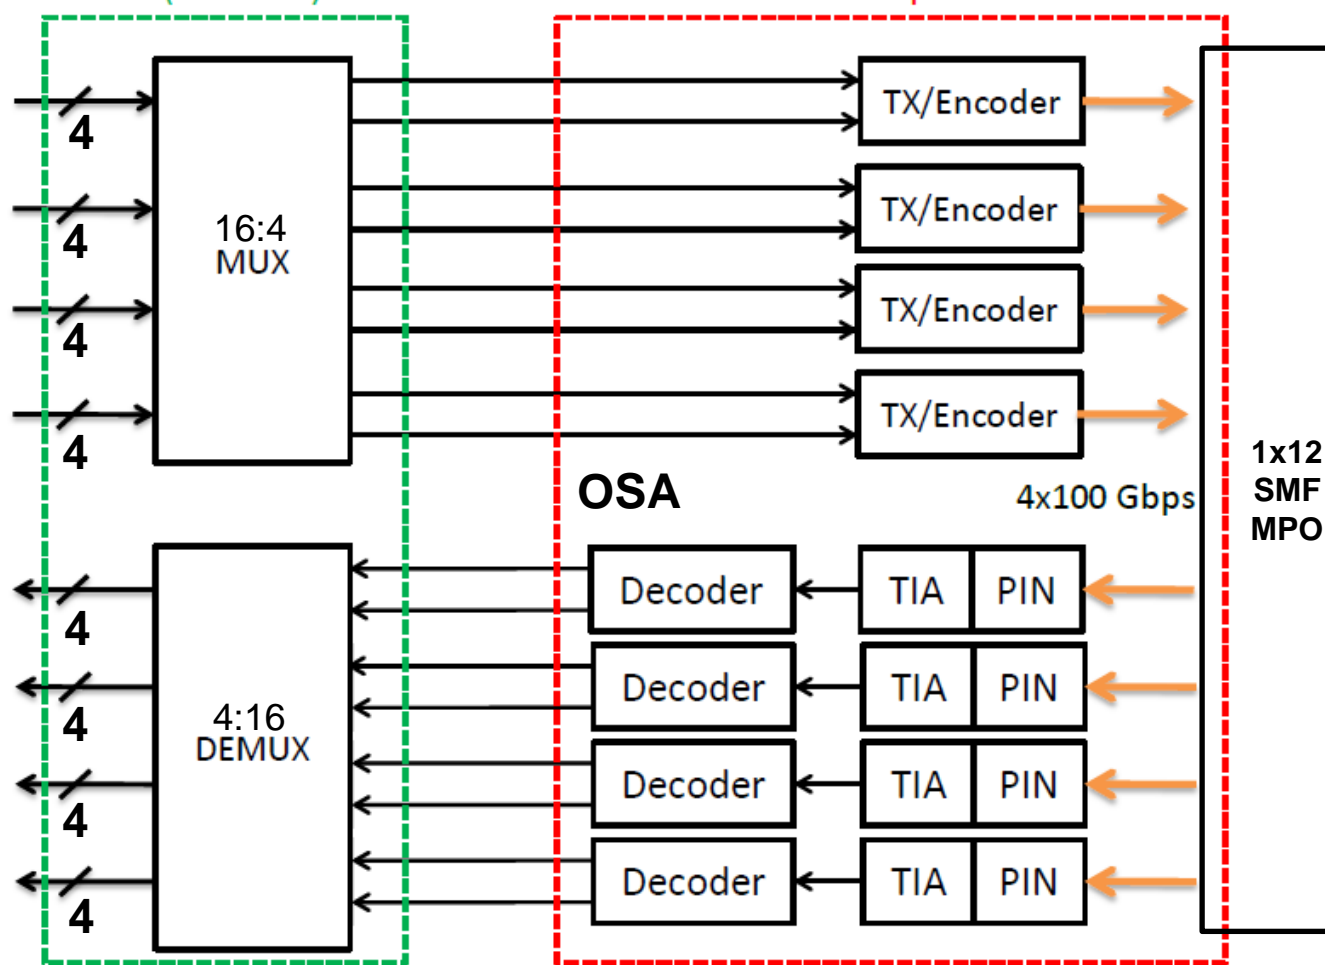 4
TX/Encoder
4
TX/Encoder
16:4
MUX
4
TX/Encoder
4
TX/Encoder
OSA
4x100 Gbps
1x12
SMF
MPO
4
Decoder
TIA
PIN
4
Decoder
TIA
PIN
4:16
DEMUX
4
Decoder
TIA
PIN
4
Decoder
TIA
PIN